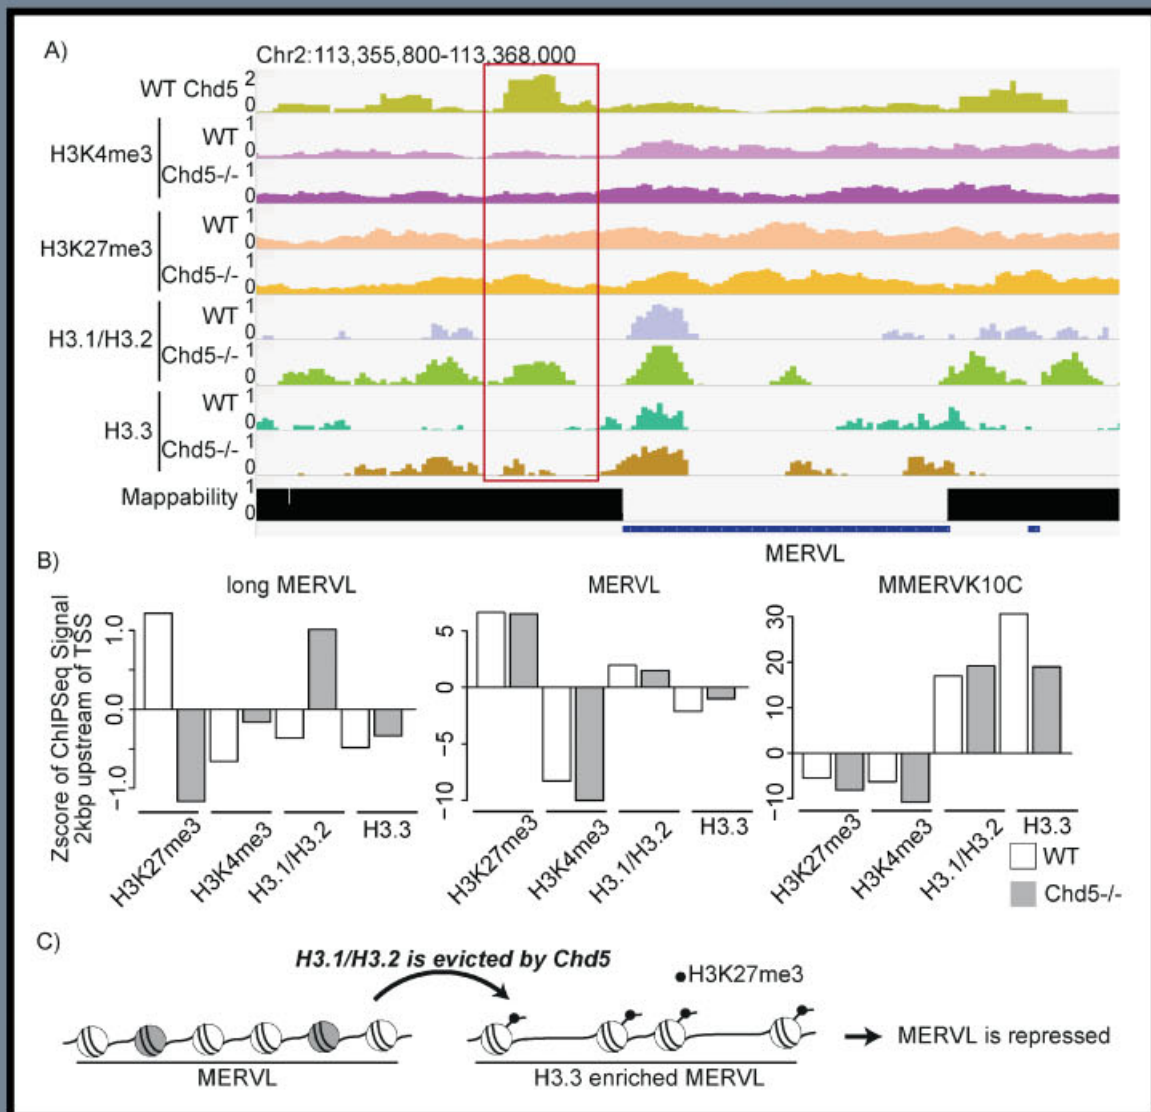 A)
Chr2:113,355,800-113,368,000
WT Chd5
2
0
H3K4me3
WT
1
0
Chd5-/-
1
0
H3K27me3
WT
1
0
Chd5-/-
1
0
H3.1/H3.2
WT
1
0
Chd5-/-
1
0
H3.3
WT
1
0
Chd5-/-
1
0
Mappability
1
0
MERVL
B)
Zscore of ChIPSeq Signal
2kbp upstream of TSS
long MERVL
1.0
0.0
−1.0
H3K27me3
H3K4me3
H3.1/H3.2
H3.3
MERVL
5
0
−5
−10
H3K27me3
H3K4me3
H3.1/H3.2
H3.3
MMERVK10C
30
20
10
0
−10
H3K27me3
H3K4me3
H3.1/H3.2
H3.3
WT
Chd5-/-
C)
H3.1/H3.2 is evicted by Chd5
H3K27me3
MERVL
H3.3 enriched MERVL
MERVL is repressed